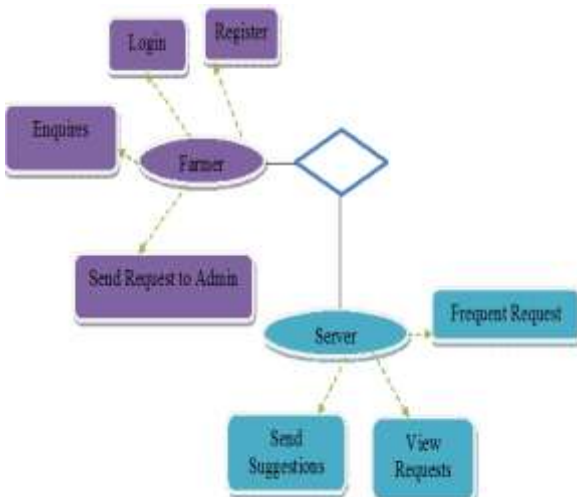 Login
Register
Enquires
Farmer
Send Request to Admin
Frequent Request
Server
Send
Suggestions
View
Requests